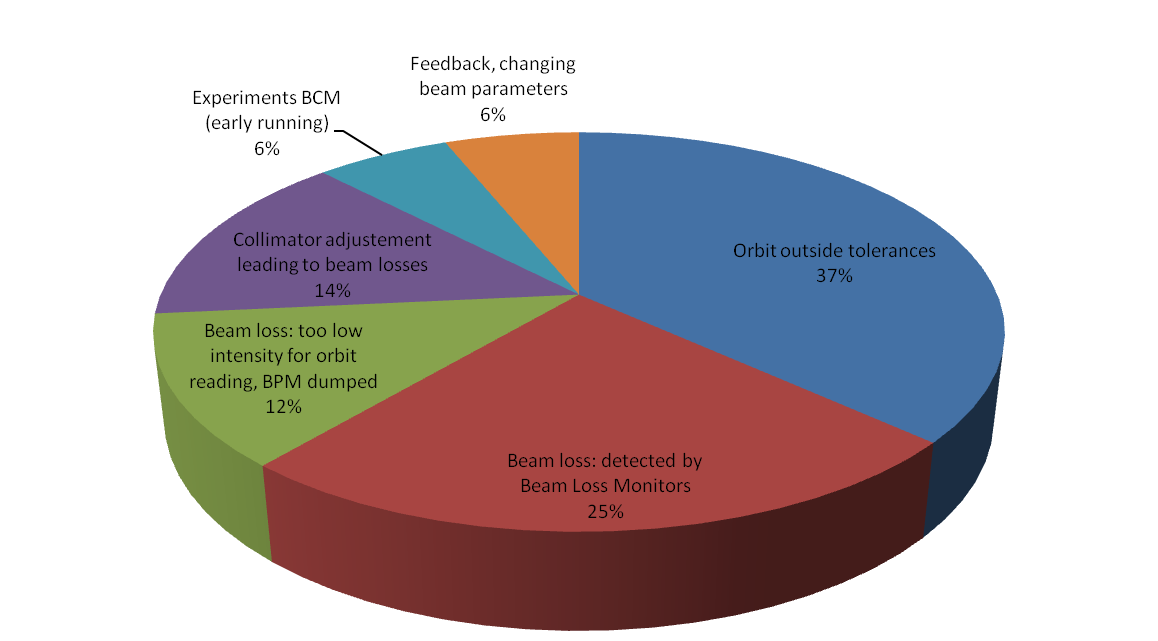 Feedback, changing
beam parameters
6%
Experiments BCM
(early running)
6%
Collimator adjustement
leading to beam losses
14%
Orbit outside tolerances
37%
Beam loss: too low
intensity for orbit
reading, BPM dumped
12%
Beam loss: detected by
Beam Loss Monitors
25%